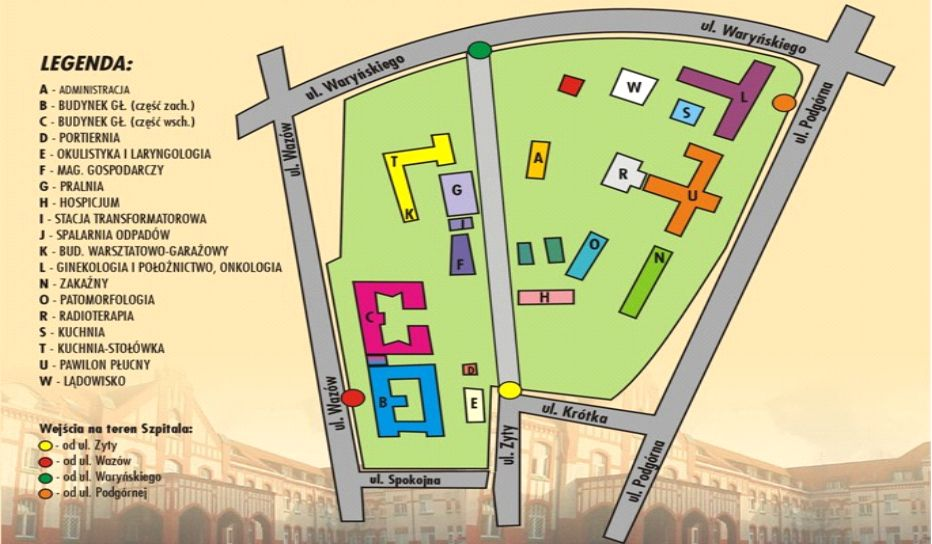 LEGENDA:
A - ADMINISTRACJA
B - BUDYNEK GŁ. (część zach.)
C - BUDYNEK GŁ. (część wsch.)
D - PORTIERNIA
E - OKULISTYKA I LARYNGOLOGIA
F - MAG. GOSPODARCZY
G - PRALNIA
H - HOSPICJUM
I - STACJA TRANSFORMATOROWA
J - SPALARNIA ODPADÓW
K - BUD. WARSZTATOWO-GARAŻOWY
L - GINEKOLOGIA I POŁOŻNICTWO, ONKOLOGIA
N - ZAKAŹNY
O - PATOMORFOLOGIA
R - RADIOTERAPIA
S - KUCHNIA
T - KUCHNIA-STOŁÓWKA
U - PAWILON PŁUCNY
W - LĄDOWISKO
Wejścia na teren Szpitala:
- od ul. Zyty
- od ul. Wazów
- od ul. Waryńskiego
- od ul. Podgórnej
ul. Waryńskiego
ul. Waryńskiego
ul. Wazów
ul. Podgórna
W
L
S
T
A
R
G
U
K
I
O
F
N
H
C
D
B
E
ul. Wazów
ul. Krótka
ul. Zyty
ul. Podgórna
ul. Spokojna